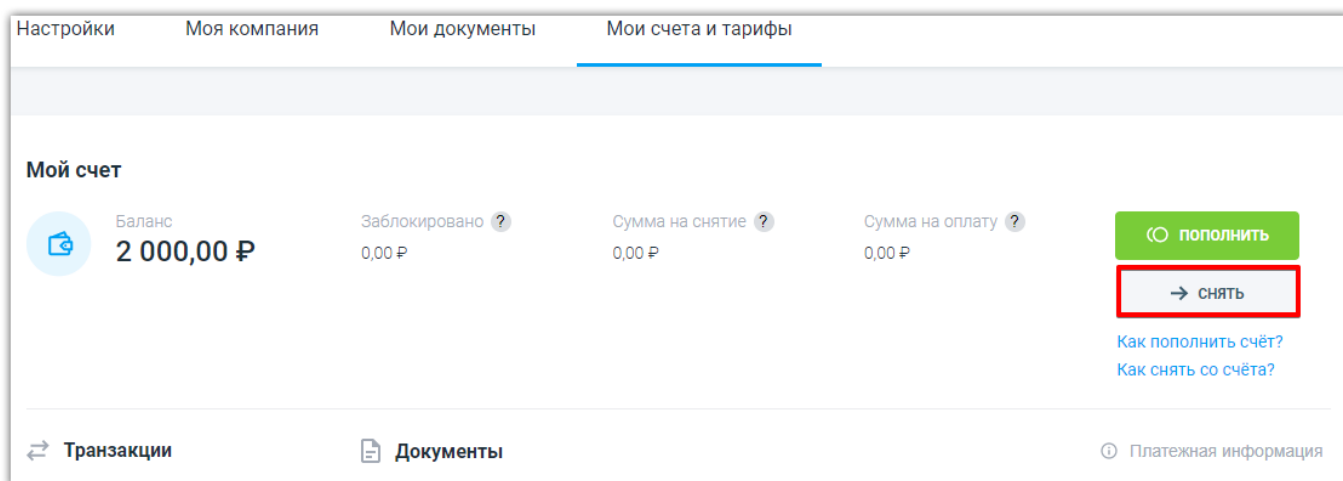 Настройки Моя компания Мои документы Мои счета и тарифы
Мой счет
Баланс Заблокировано ? Сумма на снятие ? Сумма на оплату ?
2 000,00 ₽ 0,00 ₽ 0,00 ₽ 0,00 ₽
ПОПОЛНИТЬ
СНЯТЬ
Как пополнить счёт?
Как снять со счёта?
Транзакции Документы Платежная информация